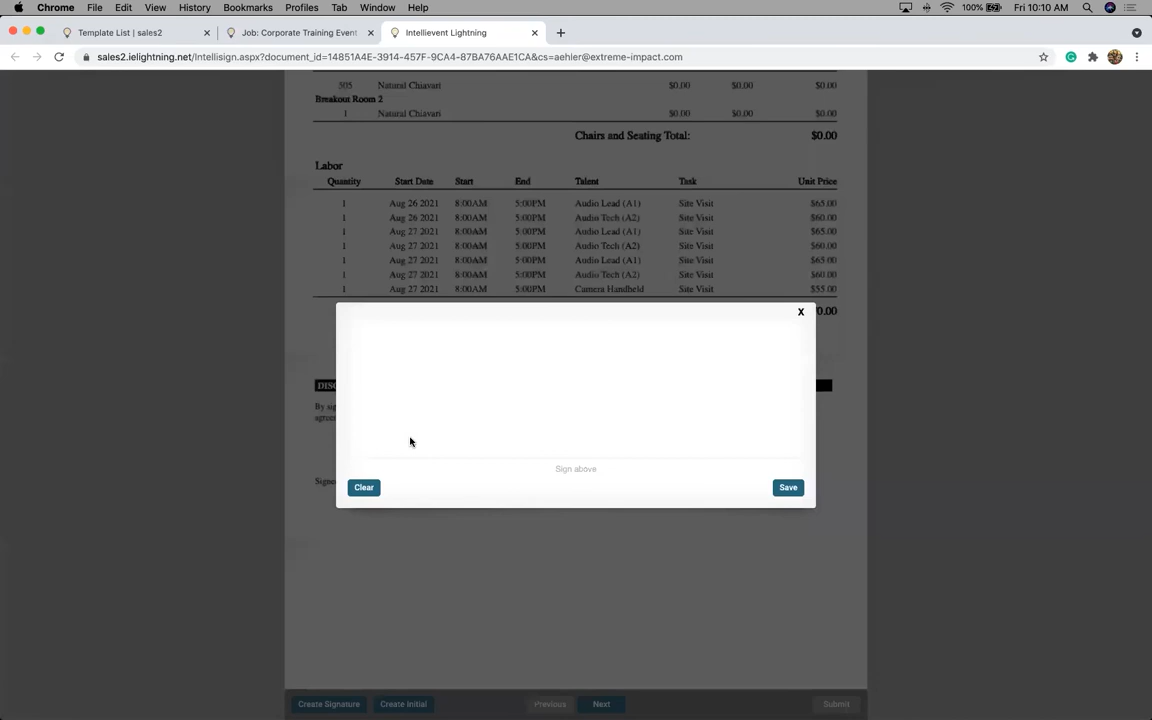 Chrome File Edit View History Bookmarks Profiles Tab Window Help 100% Fri 10:10 AM
Template List | sales2 Job: Corporate Training Event Intellievent Lightning
sales2.ielightning.net/Intellisign.aspx?document_id=14851A4E-3914-457F-9CA4-87BA76AAE1CA&cs=aehler@extreme-impact.com
305 Natural Chiavari $0.00 $0.00 $0.00
Breakout Room 2
1 Natural Chiavari $0.00 $0.00 $0.00
Chairs and Seating Total: $0.00
Labor
Quantity Start Date Start End Talent Task Unit Price
1 Aug 26 2021 8:00AM 5:00PM Audio Lead (A1) Site Visit $65.00
1 Aug 26 2021 8:00AM 5:00PM Audio Tech (A2) Site Visit $60.00
1 Aug 27 2021 8:00AM 5:00PM Audio Lead (A1) Site Visit $65.00
1 Aug 27 2021 8:00AM 5:00PM Audio Tech (A2) Site Visit $60.00
1 Aug 27 2021 8:00AM 5:00PM Audio Lead (A1) Site Visit $65.00
1 Aug 27 2021 8:00AM 5:00PM Audio Tech (A2) Site Visit $60.00
1 Aug 27 2021 8:00AM 5:00PM Camera Handheld Site Visit $55.00
X
0.00
DISC
By sig
agree
Sign above
Signe
Clear Save
Create Signature Create Initial Previous Next Submit